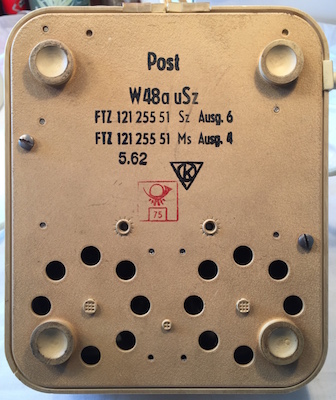 Post
W48a uSz
FTZ 121 255 51 Sz Ausg. 6
FTZ 121 255 51 Ms Ausg. 4
5.62
K
75